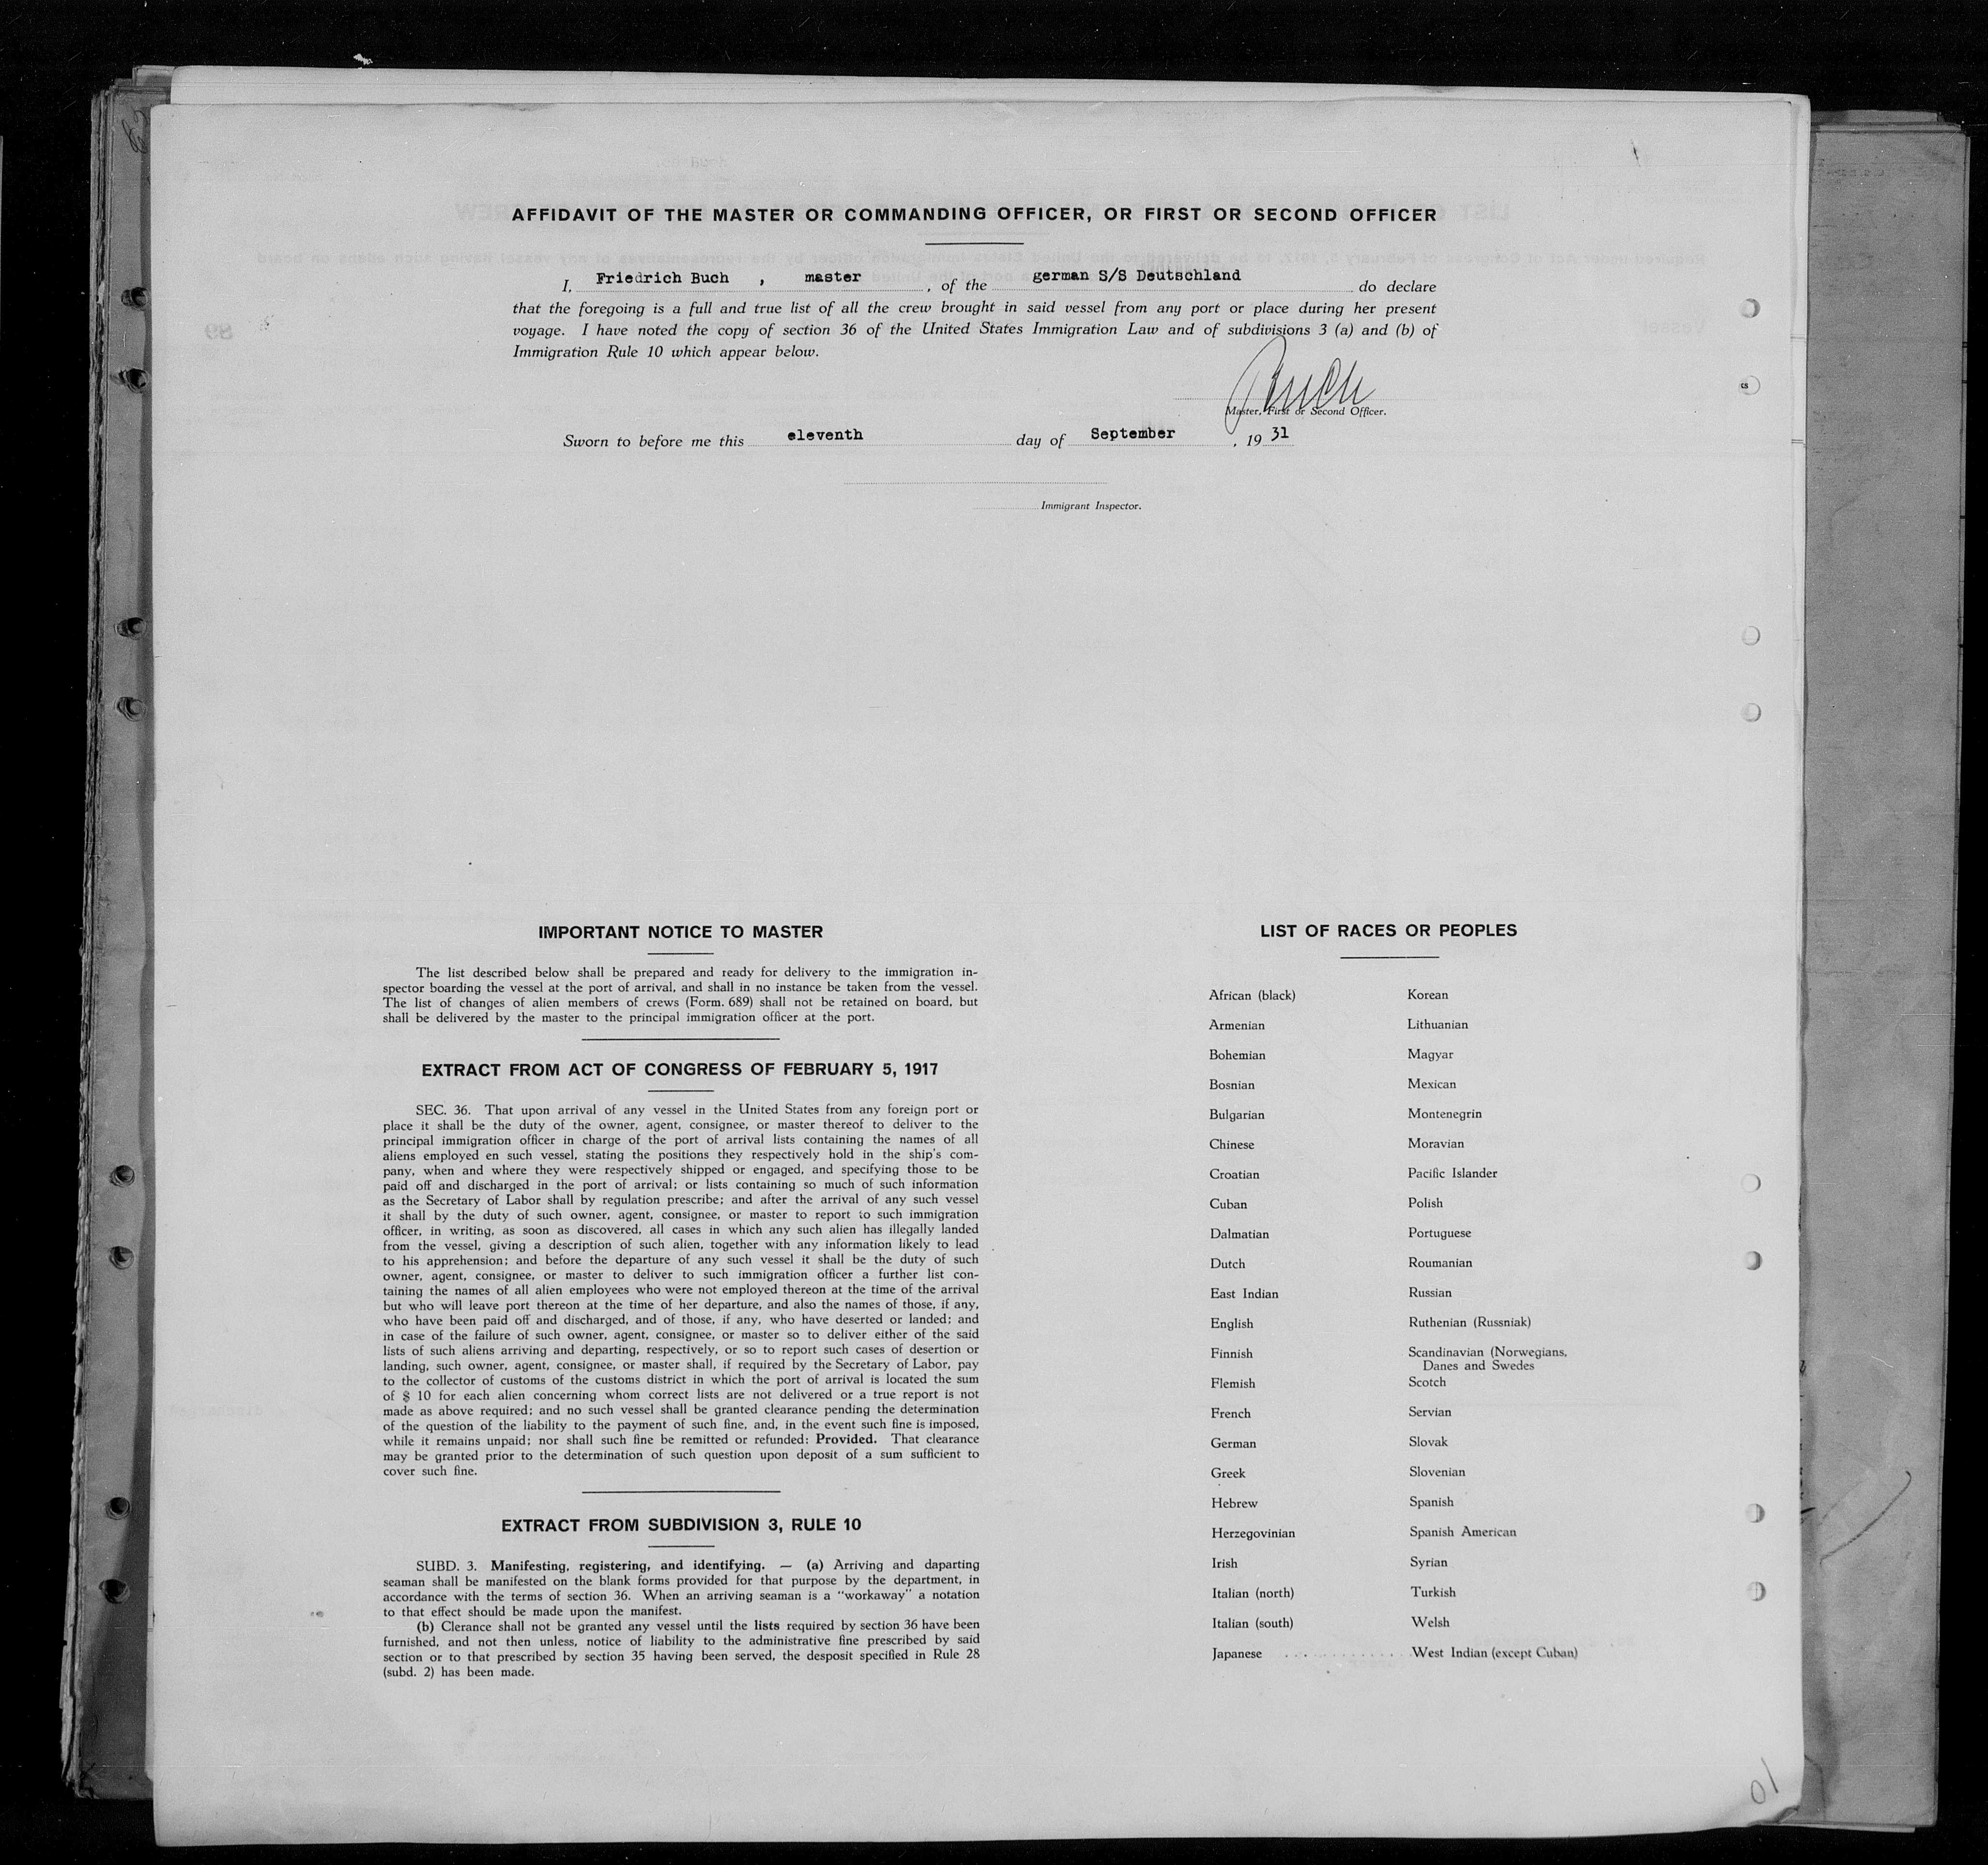 AFFIDAVIT OF THE MASTER OR COMMANDING OFFICER, OR FIRST OR SECOND OFFICER
I, Friedrich Buch , master , of the german S/S Deutschland do declare
that the foregoing is a full and true list of all the crew brought in said vessel from any port or place during her present
voyage. I have noted the copy of section 36 of the United States Immigration Law and of subdivisions 3 (a) and (b) of
Immigration Rule 10 which appear below.
Buch
Master, First or Second Officer.
Sworn to before me this eleventh day of September , 19 31
Immigrant Inspector.
IMPORTANT NOTICE TO MASTER
The list described below shall be prepared and ready for delivery to the immigration in-
spector boarding the vessel at the port of arrival, and shall in no instance be taken from the vessel.
The list of changes of alien members of crews (Form. 689) shall not be retained on board, but
shall be delivered by the master to the principal immigration officer at the port.
EXTRACT FROM ACT OF CONGRESS OF FEBRUARY 5, 1917
SEC. 36. That upon arrival of any vessel in the United States from any foreign port or
place it shall be the duty of the owner, agent, consignee, or master thereof to deliver to the
principal immigration officer in charge of the port of arrival lists containing the names of all
aliens employed en such vessel, stating the positions they respectively hold in the ship's com-
pany, when and where they were respectively shipped or engaged, and specifying those to be
paid off and discharged in the port of arrival; or lists containing so much of such information
as the Secretary of Labor shall by regulation prescribe; and after the arrival of any such vessel
it shall by the duty of such owner, agent, consignee, or master to report to such immigration
officer, in writing, as soon as discovered, all cases in which any such alien has illegally landed
from the vessel, giving a description of such alien, together with any information likely to lead
to his apprehension; and before the departure of any such vessel it shall be the duty of such
owner, agent, consignee, or master to deliver to such immigration officer a further list con-
taining the names of all alien employees who were not employed thereon at the time of the arrival
but who will leave port thereon at the time of her departure, and also the names of those, if any,
who have been paid off and discharged, and of those, if any, who have deserted or landed; and
in case of the failure of such owner, agent, consignee, or master so to deliver either of the said
lists of such aliens arriving and departing, respectively, or so to report such cases of desertion or
landing, such owner, agent, consignee, or master shall, if required by the Secretary of Labor, pay
to the collector of customs of the customs district in which the port of arrival is located the sum
of $ 10 for each alien concerning whom correct lists are not delivered or a true report is not
made as above required; and no such vessel shall be granted clearance pending the determination
of the question of the liability to the payment of such fine, and, in the event such fine is imposed,
while it remains unpaid; nor shall such fine be remitted or refunded: Provided. That clearance
may be granted prior to the determination of such question upon deposit of a sum sufficient to
cover such fine.
EXTRACT FROM SUBDIVISION 3, RULE 10
SUBD. 3. Manifesting, registering, and identifying. — (a) Arriving and daparting
seaman shall be manifested on the blank forms provided for that purpose by the department, in
accordance with the terms of section 36. When an arriving seaman is a "workaway" a notation
to that effect should be made upon the manifest.
(b) Clerance shall not be granted any vessel until the lists required by section 36 have been
furnished, and not then unless, notice of liability to the administrative fine prescribed by said
section or to that prescribed by section 35 having been served, the desposit specified in Rule 28
(subd. 2) has been made.
LIST OF RACES OR PEOPLES
African (black)
Armenian
Bohemian
Bosnian
Bulgarian
Chinese
Croatian
Cuban
Dalmatian
Dutch
East Indian
English
Finnish
Flemish
French
German
Greek
Hebrew
Herzegovinian
Irish
Italian (north)
Italian (south)
Japanese
Korean
Lithuanian
Magyar
Mexican
Montenegrin
Moravian
Pacific Islander
Polish
Portuguese
Roumanian
Russian
Ruthenian (Russniak)
Scandinavian (Norwegians,
Danes and Swedes
Scotch
Servian
Slovak
Slovenian
Spanish
Spanish American
Syrian
Turkish
Welsh
West Indian (except Cuban)